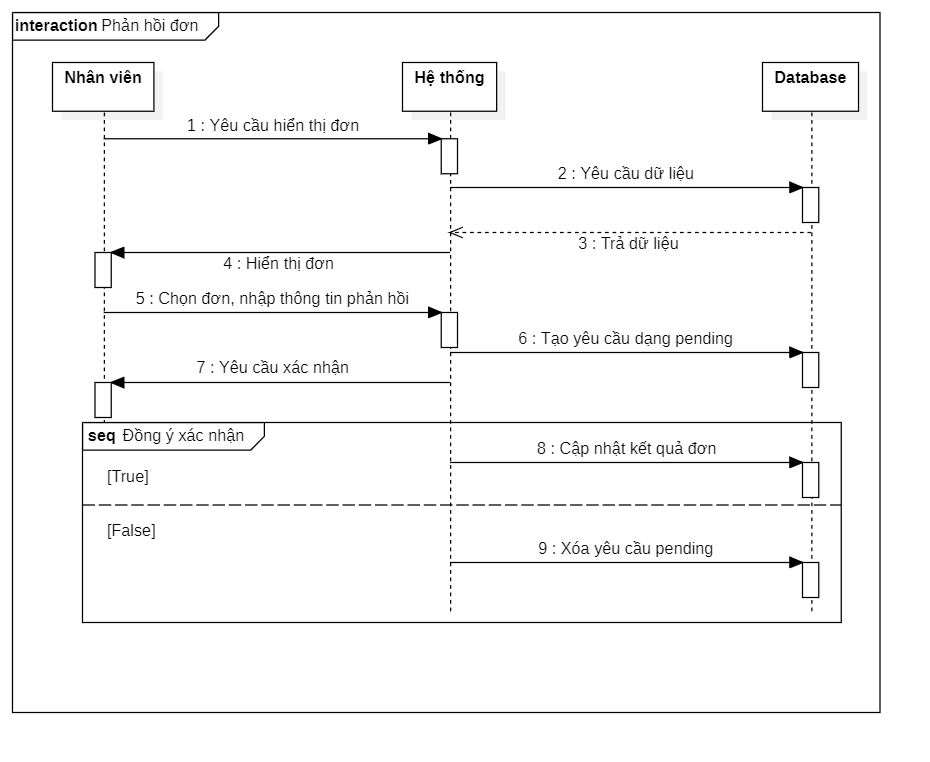 interaction Phản hồi đơn
Nhân viên
Hệ thống
Database
1 : Yêu cầu hiển thị đơn
2 : Yêu cầu dữ liệu
3 : Trả dữ liệu
4 : Hiển thị đơn
5 : Chọn đơn, nhập thông tin phản hồi
6 : Tạo yêu cầu dạng pending
7 : Yêu cầu xác nhận
seq Đồng ý xác nhận
8 : Cập nhật kết quả đơn
[True]
[False]
9 : Xóa yêu cầu pending